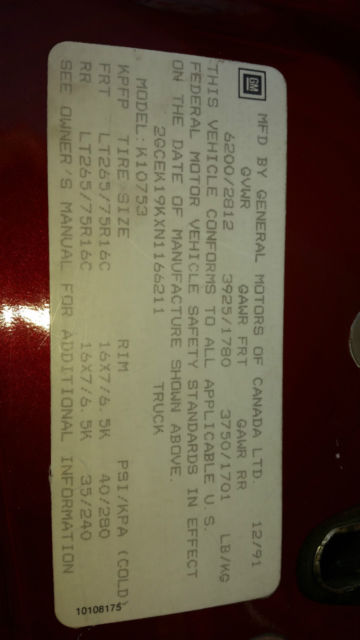 GM
MFD BY GENERAL MOTORS OF CANADA LTD. 12/91
GVWR GAWR FRT GAWR RR
6200/2812 3925/1780 3750/1701 LB/KG
THIS VEHICLE CONFORMS TO ALL APPLICABLE U.S.
FEDERAL MOTOR VEHICLE SAFETY STANDARDS IN EFFECT
ON THE DATE OF MANUFACTURE SHOWN ABOVE.
2GCEK19KXN1166211 TRUCK
MODEL: K10753
KPFP TIRE SIZE RIM PSI/KPA (COLD)
FRT LT265/75R16C 16X7/6.5K 40/280
RR LT265/75R16C 16X7/6.5K 35/240
SEE OWNER'S MANUAL FOR ADDITIONAL INFORMATION
10108175